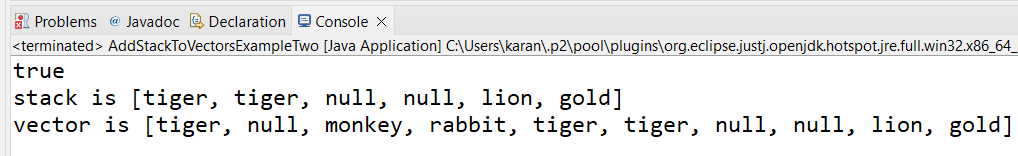 Problems @ Javadoc Declaration Console
<terminated> AddStackToVectorsExampleTwo [Java Application] C:\Users\karan\.p2\pool\plugins\org.eclipse.justj.openjdk.hotspot.jre.full.win32.x86_64_
true
stack is [tiger, tiger, null, null, lion, gold]
vector is [tiger, null, monkey, rabbit, tiger, tiger, null, null, lion, gold]